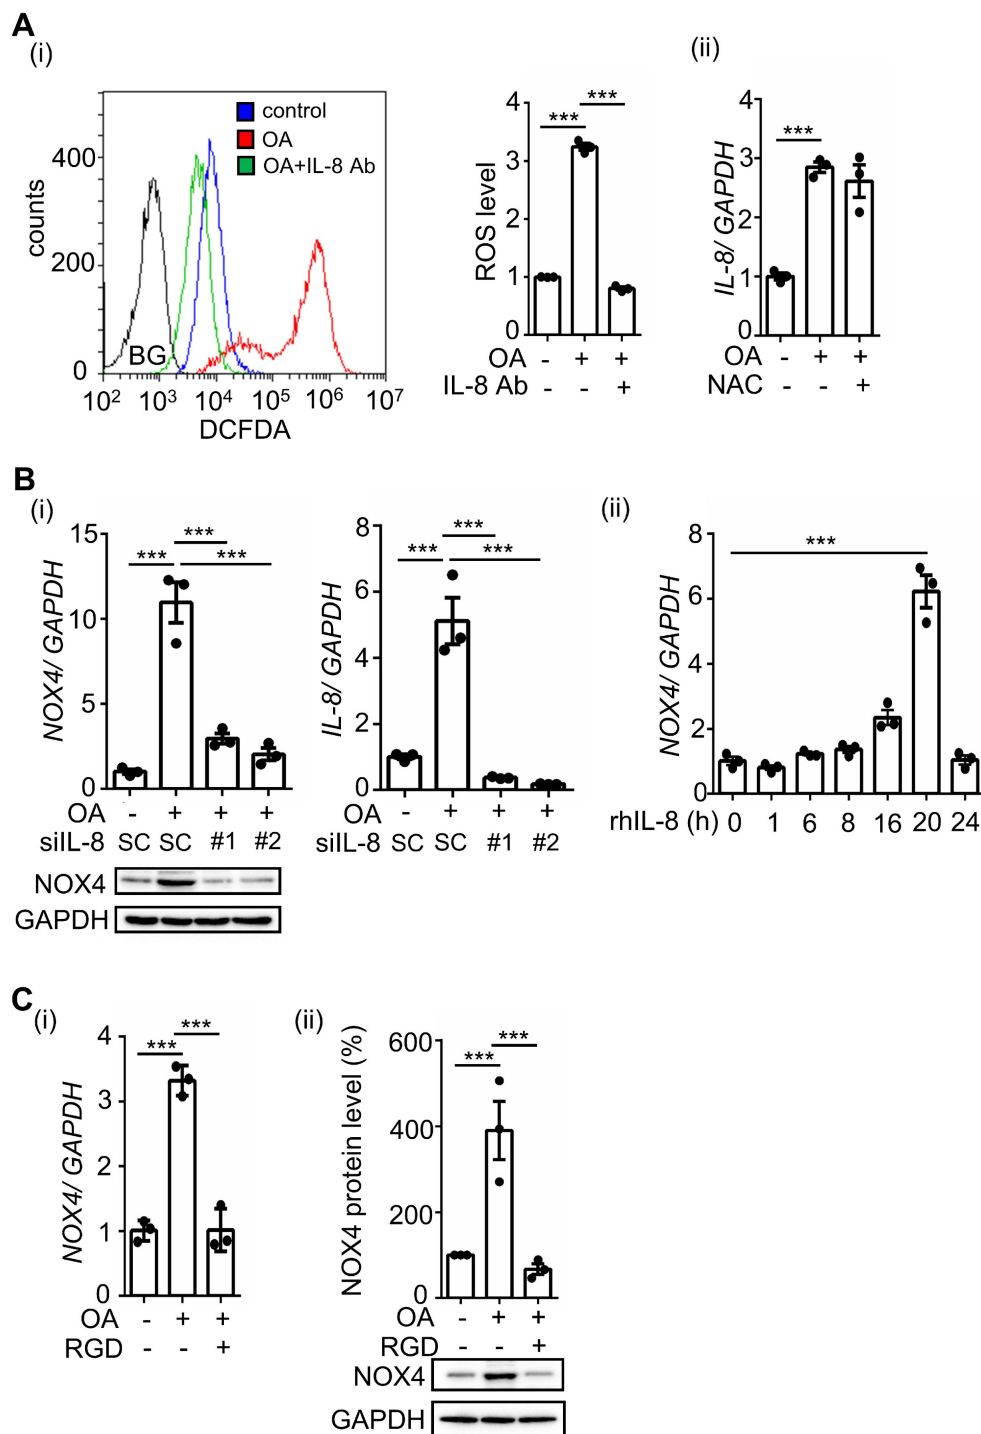 A
(i)
counts
400
200
0
control
OA
OA+IL-8 Ab
BG
10² 10³ 10⁴ 10⁵ 10⁶ 10⁷
DCFDA
ROS level
4
3
2
1
0
*** ***
OA - + +
IL-8 Ab - - +
(ii)
IL-8/ GAPDH
4
3
2
1
0
***
OA - + +
NAC - - +
B
(i)
NOX4/ GAPDH
15
10
5
0
*** *** ***
OA - + + +
siIL-8 SC SC #1 #2
NOX4
GAPDH
IL-8/ GAPDH
8
6
4
2
0
*** *** ***
OA - + + +
siIL-8 SC SC #1 #2
(ii)
NOX4/ GAPDH
8
6
4
2
0
***
rhIL-8 (h) 0 1 6 8 16 20 24
C
(i)
NOX4/ GAPDH
4
3
2
1
0
*** ***
OA - + +
RGD - - +
(ii)
NOX4 protein level (%)
600
400
200
0
*** ***
OA - + +
RGD - - +
NOX4
GAPDH